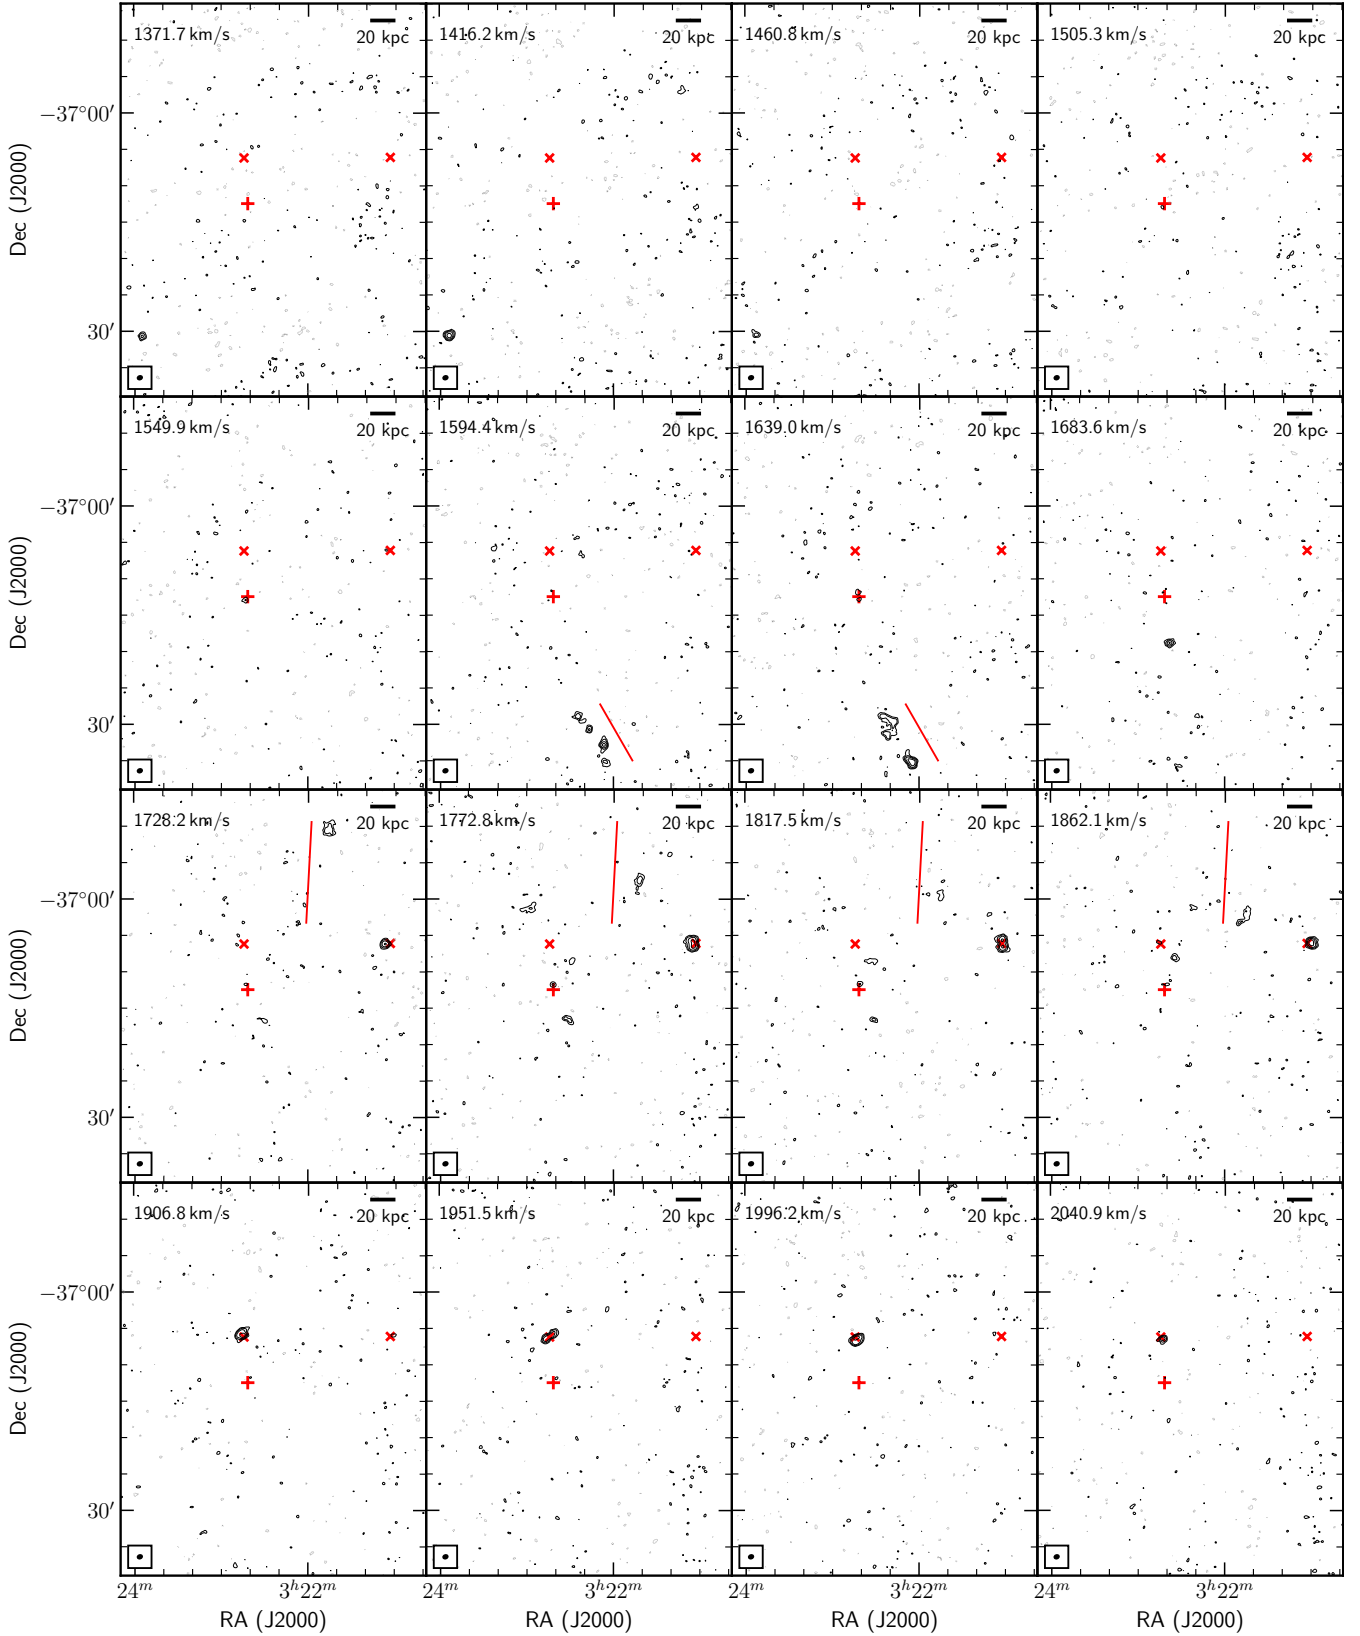 1371.7 km/s 20 kpc 1416.2 km/s 20 kpc 1460.8 km/s 20 kpc 1505.3 km/s 20 kpc
−37°00′
Dec (J2000)
30′
1549.9 km/s 20 kpc 1594.4 km/s 20 kpc 1639.0 km/s 20 kpc 1683.6 km/s 20 kpc
−37°00′
Dec (J2000)
30′
1728.2 km/s 20 kpc 1772.8 km/s 20 kpc 1817.5 km/s 20 kpc 1862.1 km/s 20 kpc
−37°00′
Dec (J2000)
30′
1906.8 km/s 20 kpc 1951.5 km/s 20 kpc 1996.2 km/s 20 kpc 2040.9 km/s 20 kpc
−37°00′
Dec (J2000)
30′
24ᵐ 3ʰ22ᵐ 24ᵐ 3ʰ22ᵐ 24ᵐ 3ʰ22ᵐ 24ᵐ 3ʰ22ᵐ
RA (J2000) RA (J2000) RA (J2000) RA (J2000)